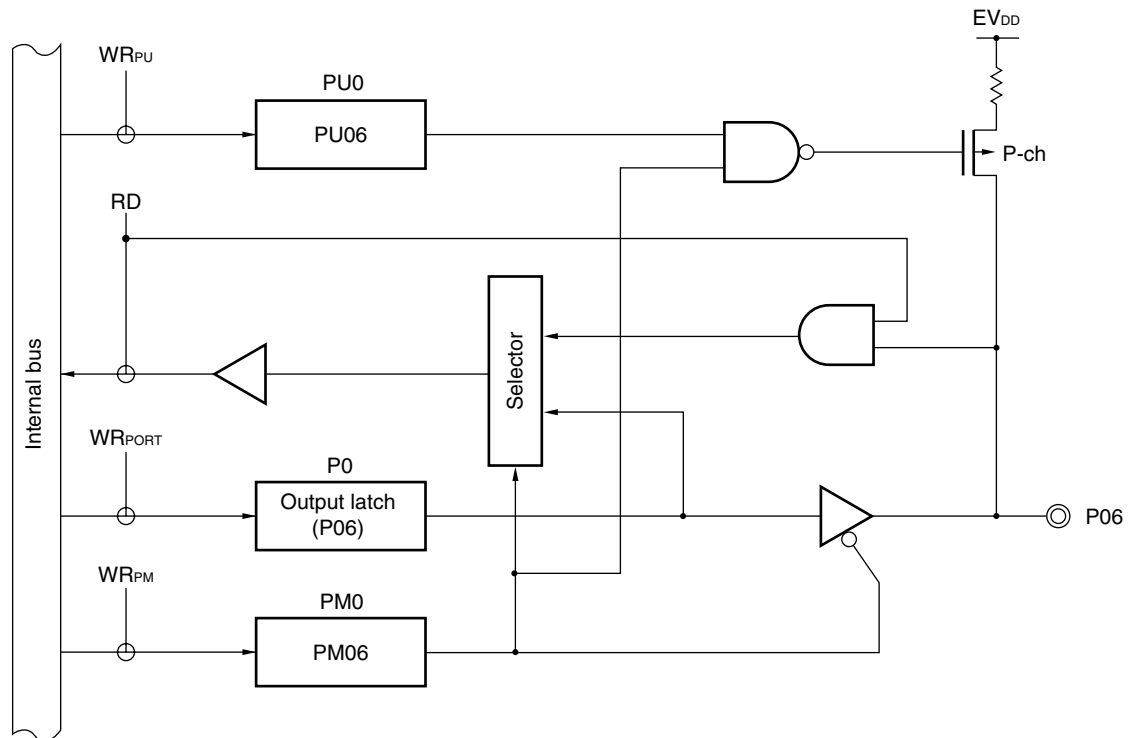 EVDD
WRPU
PU0
PU06
P-ch
RD
Selector
Internal bus
WRPORT
P0
Output latch
(P06)
P06
WRPM
PM0
PM06